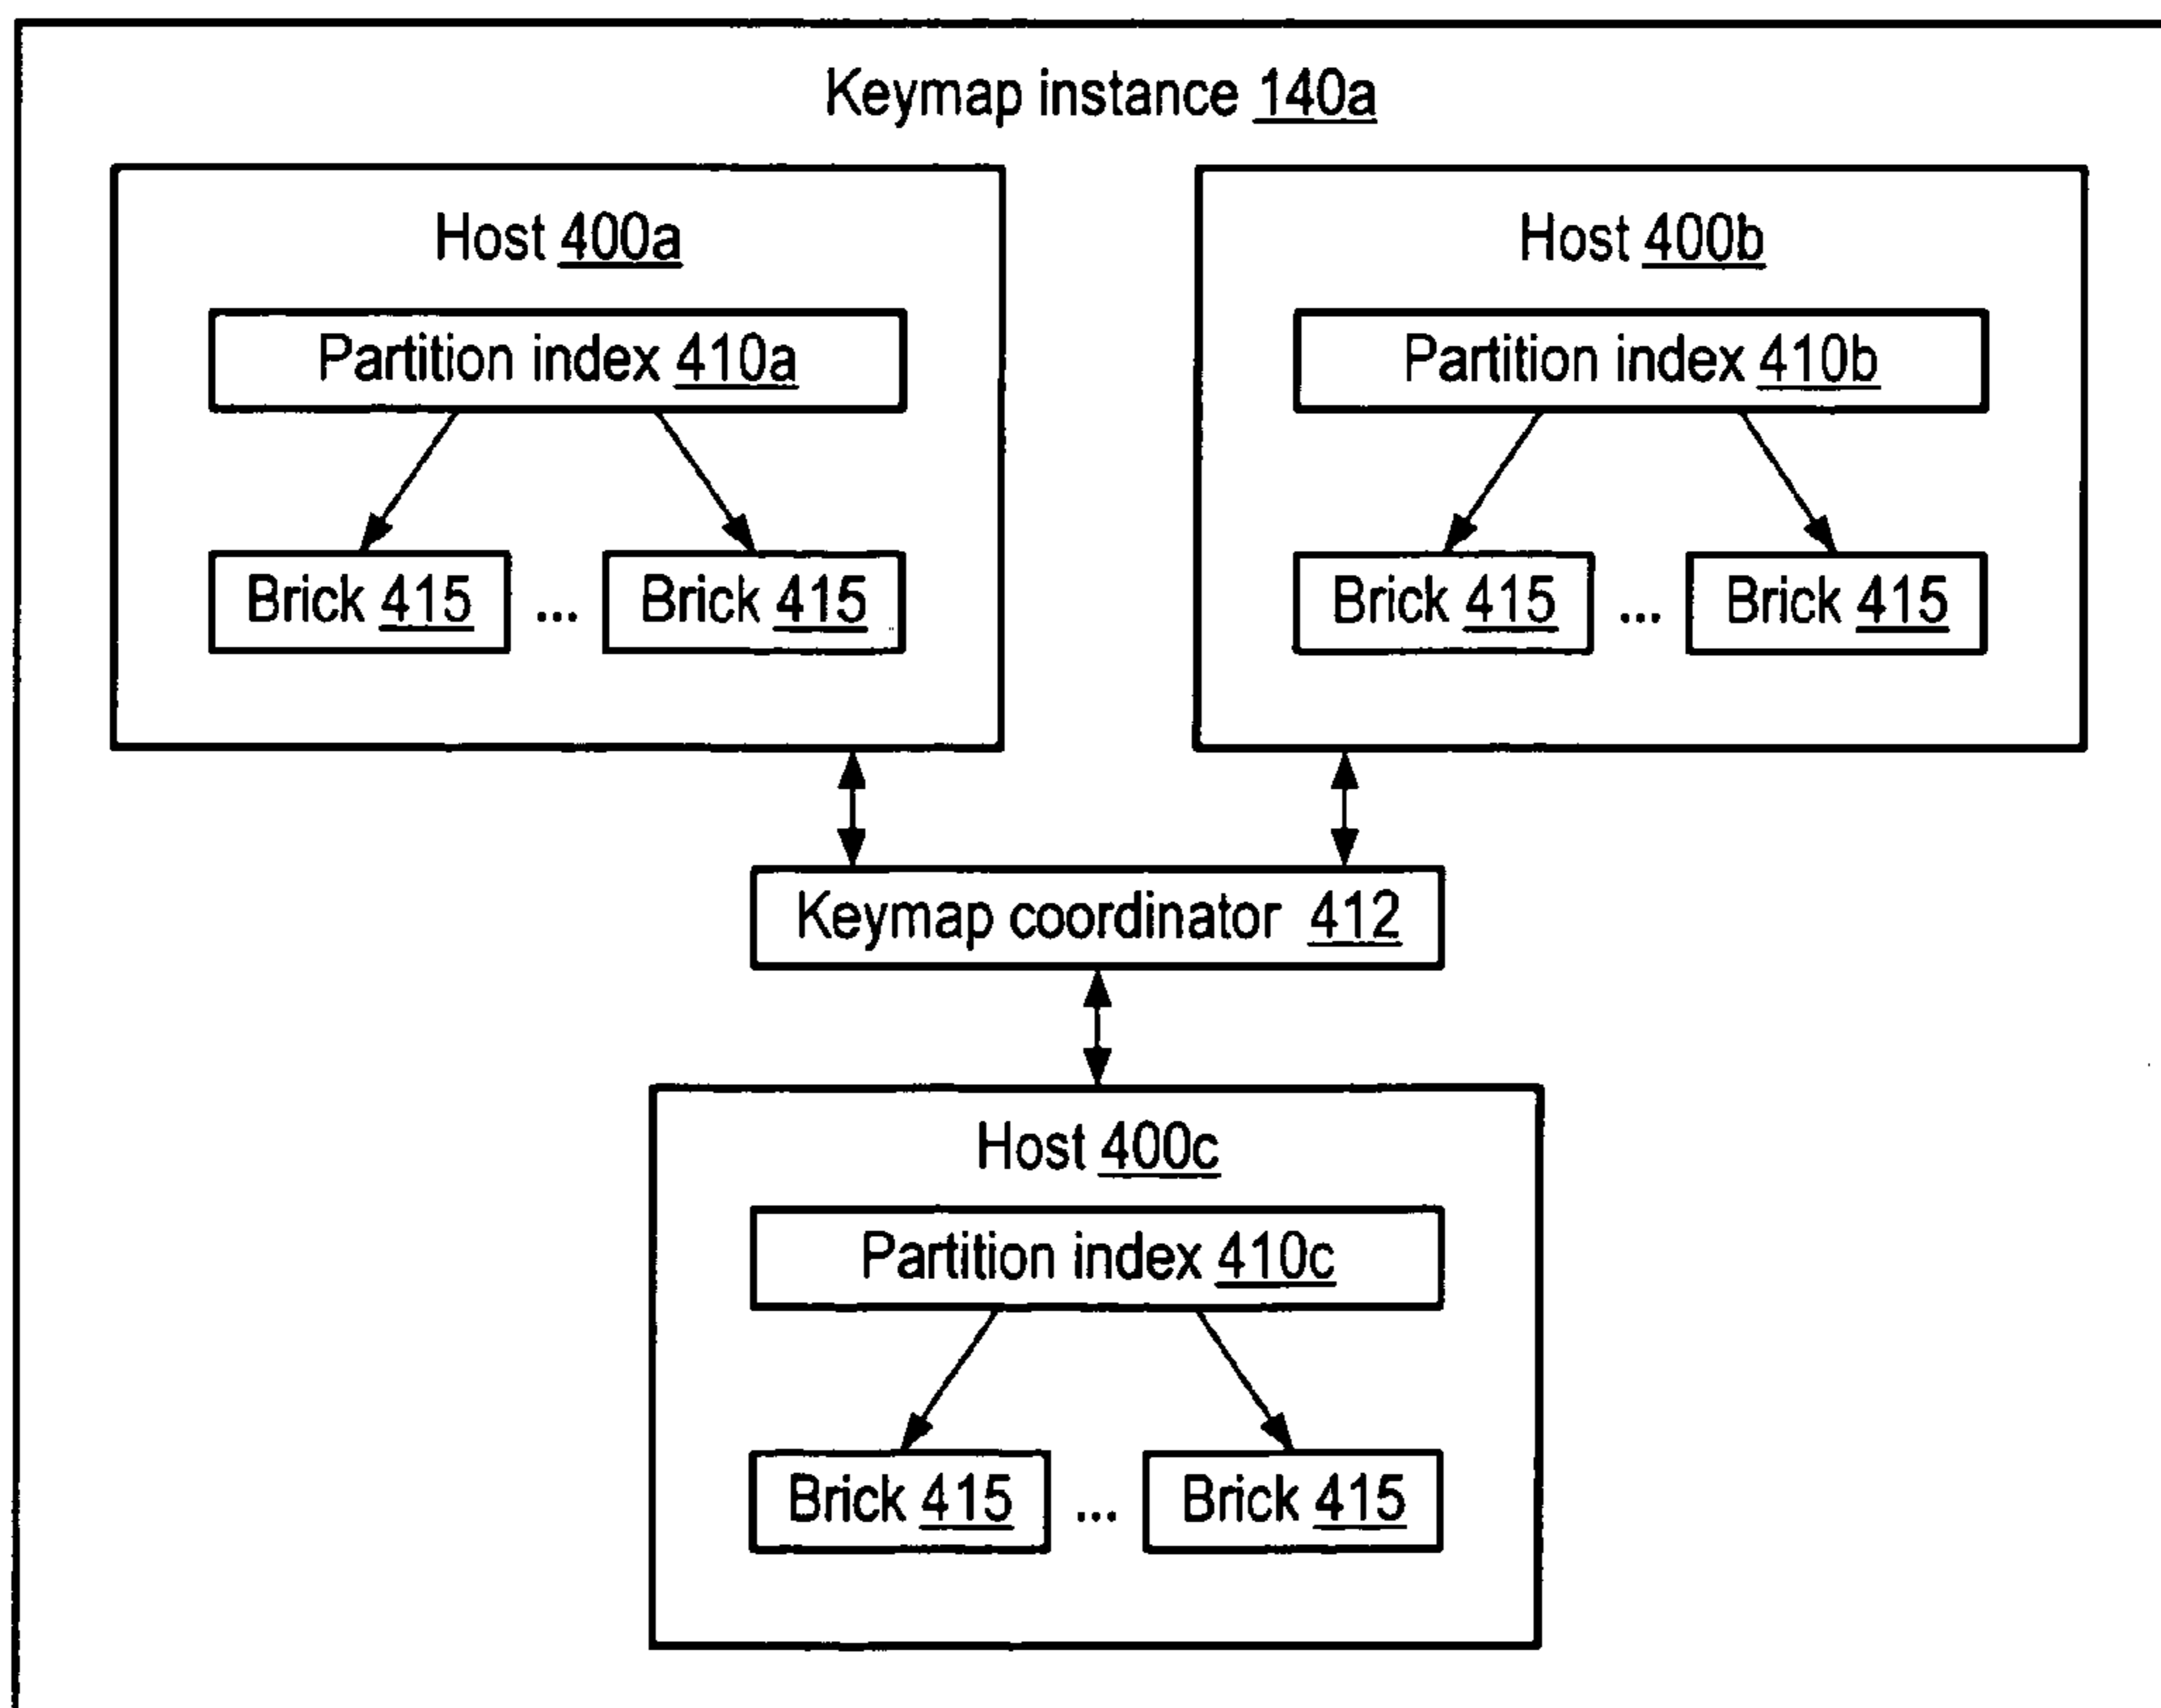 Keymap instance 140a
Host 400a
Partition index 410a
Brick 415 ... Brick 415
Host 400b
Partition index 410b
Brick 415 ... Brick 415
Keymap coordinator 412
Host 400c
Partition index 410c
Brick 415 ... Brick 415